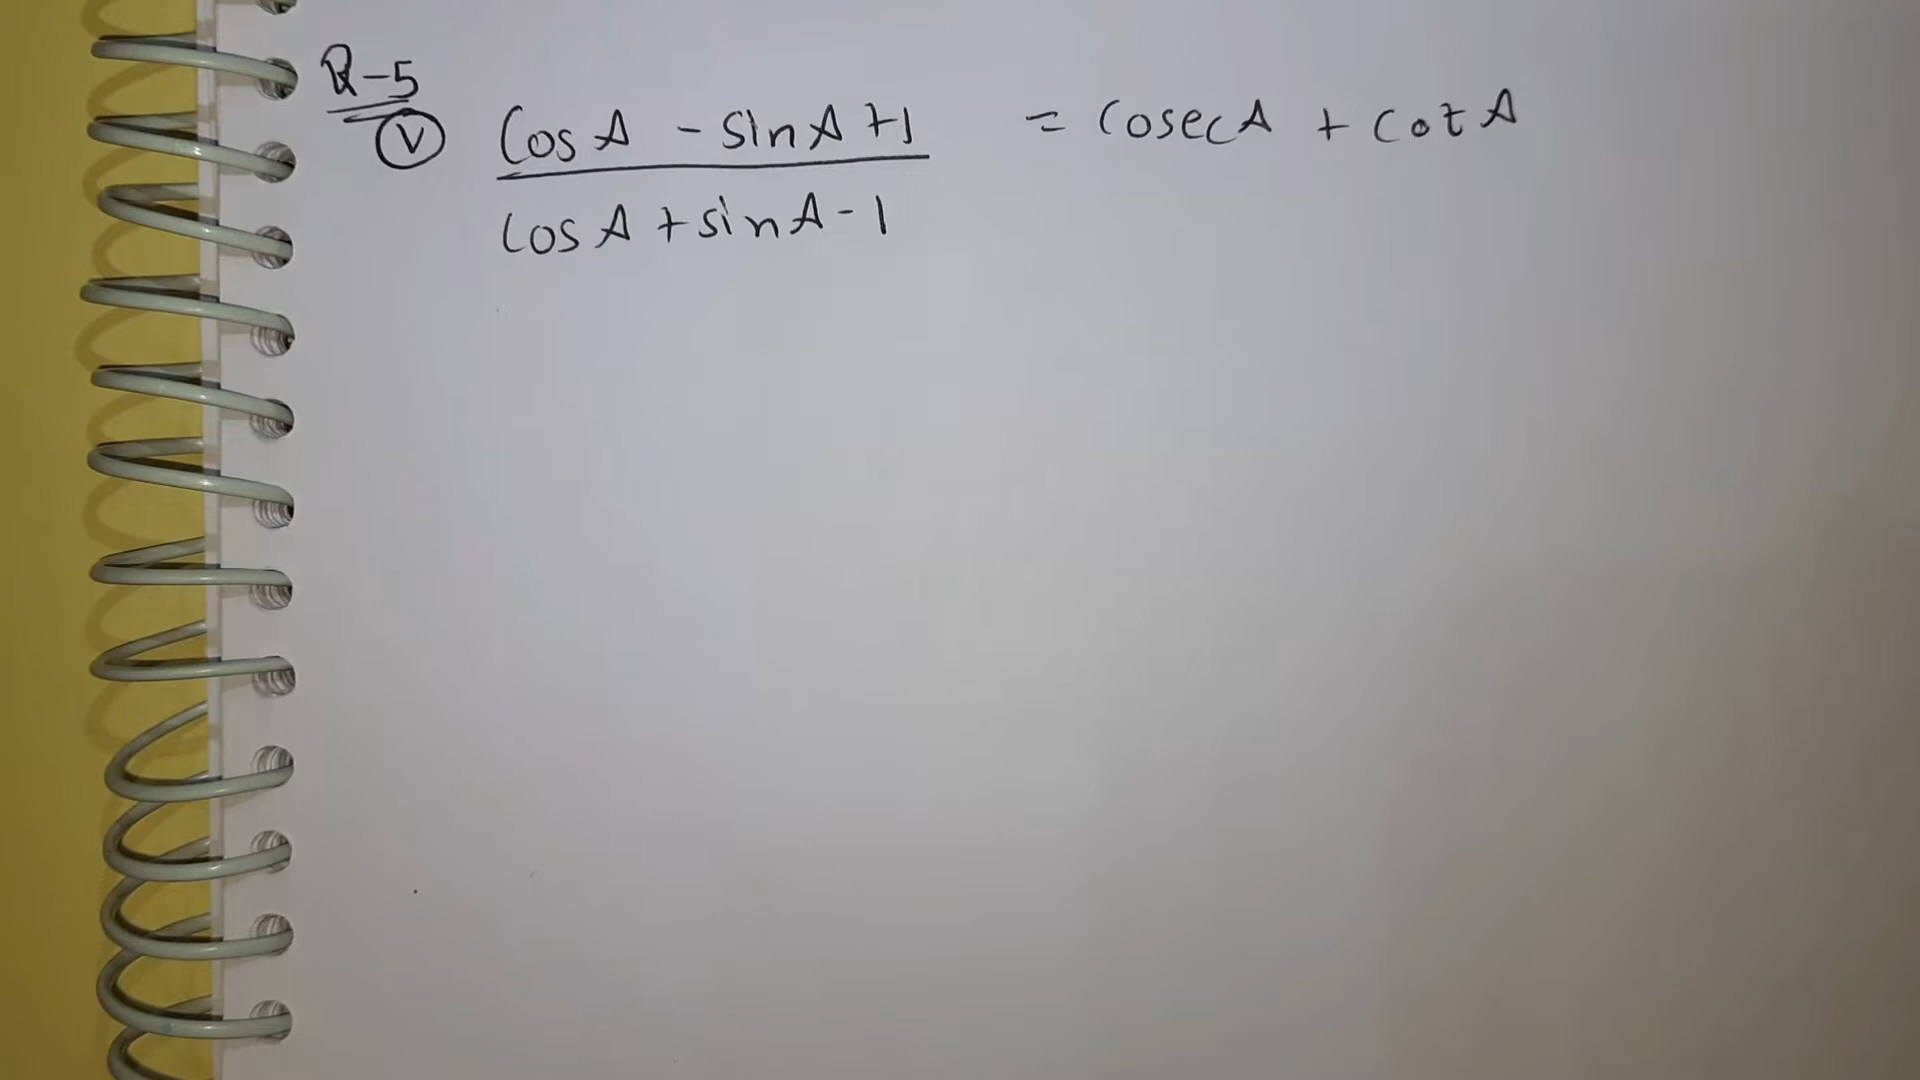 Q-5
(V) Cos A - sin A + 1 = Cosec A + Cot A
Cos A + sin A - 1